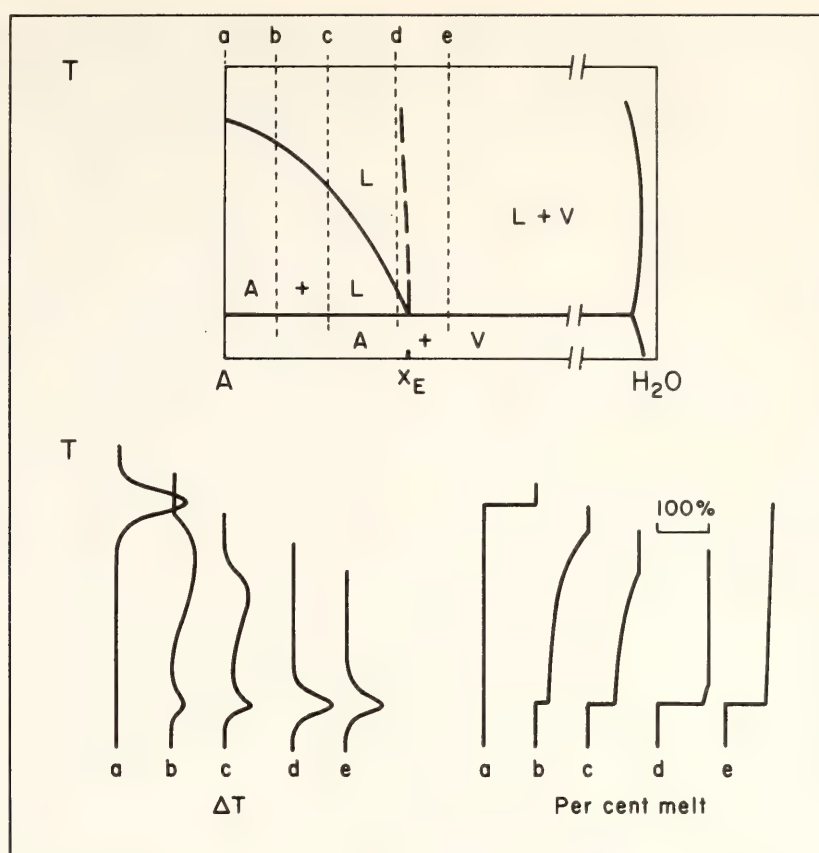 a b c d e
T
L
L + V
A + L
A + V
A X_E H₂O
T
100%
a b c d e a b c d e
ΔT Per cent melt